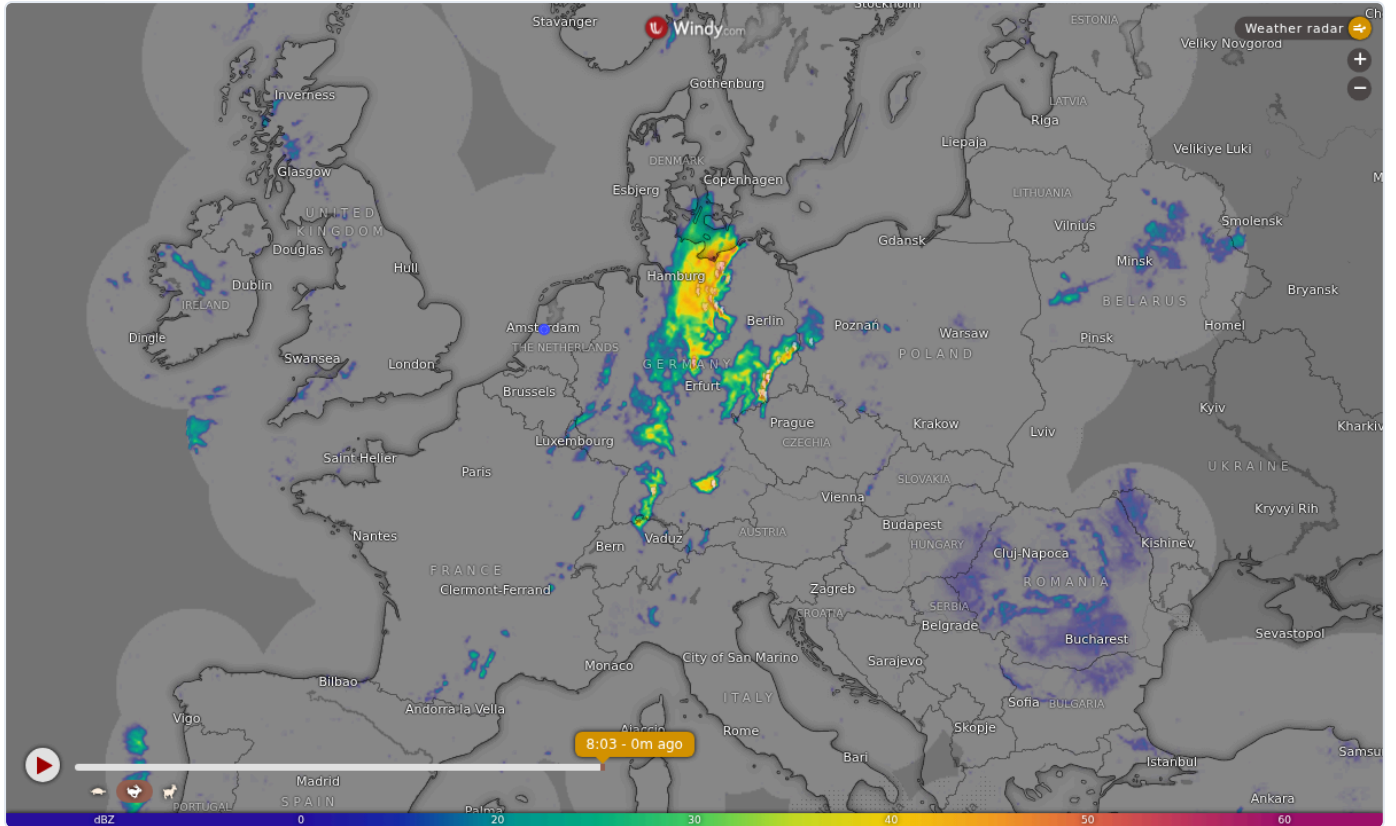 Stockholm
Stavanger
ESTONIA
Windy.com
Weather radar
Veliky Novgorod
+
Gothenburg
−
Inverness
LATVIA
Riga
Liepaja
Velikiye Luki
DENMARK
Glasgow
Copenhagen
Esbjerg
LITHUANIA
UNITED
KINGDOM
Vilnius
Smolensk
Gdansk
Douglas
Minsk
Hull
Hamburg
Dublin
Bryansk
IRELAND
BELARUS
Amsterdam
Berlin
Poznań
Homel
Dingle
Warsaw
Pinsk
THE NETHERLANDS
POLAND
Swansea
London
GERMANY
Erfurt
Brussels
Kyiv
Prague
Krakow
Kharkiv
Lviv
Luxembourg
CZECHIA
Saint Helier
UKRAINE
Paris
SLOVAKIA
Vienna
Kryvyi Rih
Budapest
Nantes
AUSTRIA
Vaduz
Bern
HUNGARY
Kishinev
Cluj-Napoca
FRANCE
ROMANIA
Clermont-Ferrand
Zagreb
SERBIA
CROATIA
Belgrade
Sevastopol
Bucharest
City of San Marino
Sarajevo
Monaco
Bilbao
ITALY
Andorra la Vella
Sofia
BULGARIA
Vigo
Ajaccio
Rome
Skopje
8:03 - 0m ago
Bari
Istanbul
Samsu
Madrid
SPAIN
Ankara
PORTUGAL
Palma
dBZ 0 20 30 40 50 60